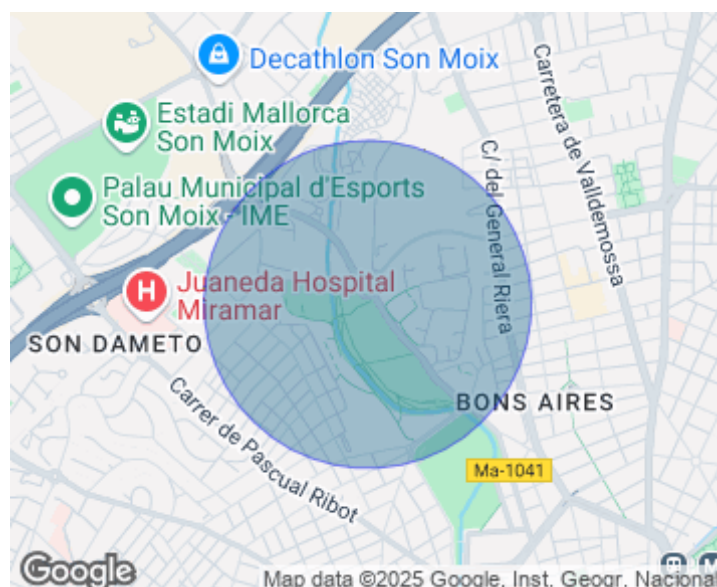 Decathlon Son Moix
Estadi Mallorca
Son Moix
Palau Municipal d'Esports
Son Moix - IME
Juaneda Hospital
Miramar
SON DAMETO
Carrer de Pascual Ribot
C/ del General Riera
Carretera de Valldemossa
BONS AIRES
Ma-1041
Google
Map data ©2025 Google, Inst. Geogr. Naciona